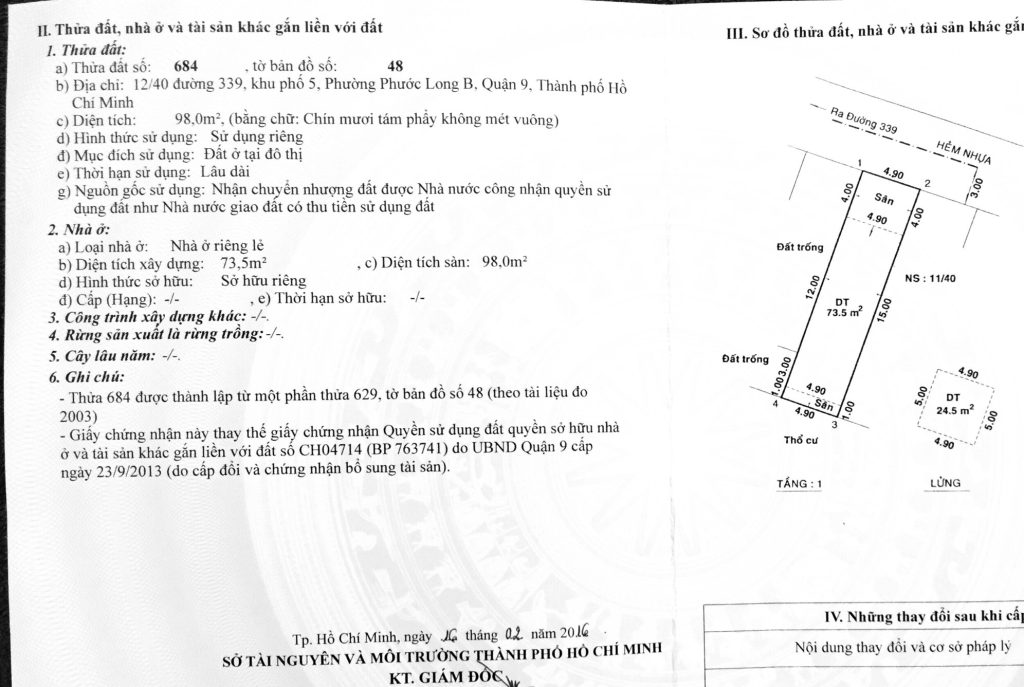 II. Thửa đất, nhà ở và tài sản khác gắn liền với đất
1. Thửa đất:
a) Thửa đất số: 684 , tờ bản đồ số: 48
b) Địa chỉ: 12/40 đường 339, khu phố 5, Phường Phước Long B, Quận 9, Thành phố Hồ
Chí Minh
c) Diện tích: 98,0m², (bằng chữ: Chín mươi tám phẩy không mét vuông)
d) Hình thức sử dụng: Sử dụng riêng
đ) Mục đích sử dụng: Đất ở tại đô thị
e) Thời hạn sử dụng: Lâu dài
g) Nguồn gốc sử dụng: Nhận chuyển nhượng đất được Nhà nước công nhận quyền sử
dụng đất như Nhà nước giao đất có thu tiền sử dụng đất
2. Nhà ở:
a) Loại nhà ở: Nhà ở riêng lẻ
b) Diện tích xây dựng: 73,5m² , c) Diện tích sàn: 98,0m²
d) Hình thức sở hữu: Sở hữu riêng
đ) Cấp (Hạng): -/- , e) Thời hạn sở hữu: -/-
3. Công trình xây dựng khác: -/-.
4. Rừng sản xuất là rừng trồng: -/-.
5. Cây lâu năm: -/-.
6. Ghi chú:
- Thửa 684 được thành lập từ một phần thửa 629, tờ bản đồ số 48 (theo tài liệu đo
2003)
- Giấy chứng nhận này thay thế giấy chứng nhận Quyền sử dụng đất quyền sở hữu nhà
ở và tài sản khác gắn liền với đất số CH04714 (BP 763741) do UBND Quận 9 cấp
ngày 23/9/2013 (do cấp đổi và chứng nhận bổ sung tài sản).
Tp. Hồ Chí Minh, ngày 16 tháng 02 năm 2016
SỞ TÀI NGUYÊN VÀ MÔI TRƯỜNG THÀNH PHỐ HỒ CHÍ MINH
KT. GIÁM ĐỐC
III. Sơ đồ thửa đất, nhà ở và tài sản khác gắn
Ra Đường 339
HẺM NHỰA
3.00
1
4.90
2
4.00
Sân
4.00
4.90
Đất trống
NS : 11/40
12.00
DT
73.5 m²
15.00
Đất trống
3.00
1.00
4.90
Sân
1.00
4
4.90
3
Thổ cư
TẦNG : 1
4.90
5.00
DT
24.5 m²
5.00
4.90
LỬNG
IV. Những thay đổi sau khi cấp
Nội dung thay đổi và cơ sở pháp lý